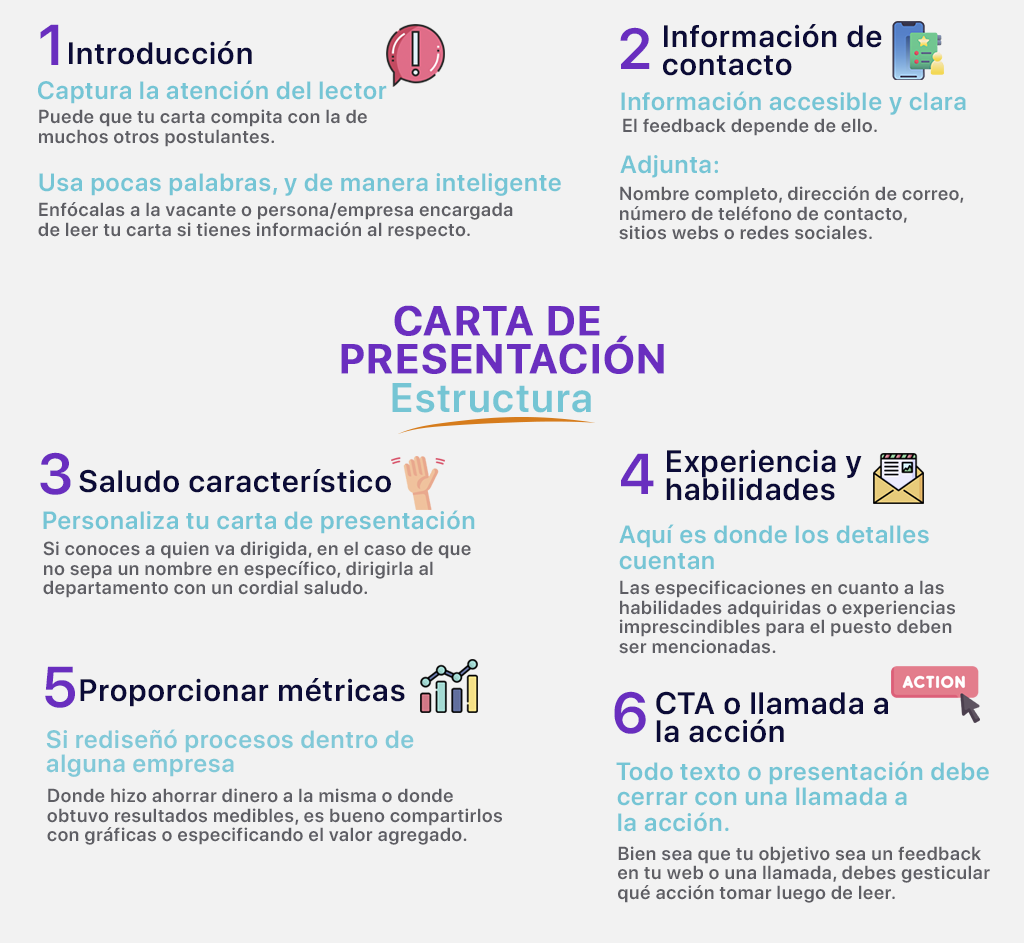 1 Introducción
Captura la atención del lector
Puede que tu carta compita con la de
muchos otros postulantes.
Usa pocas palabras, y de manera inteligente
Enfócalas a la vacante o persona/empresa encargada
de leer tu carta si tienes información al respecto.
2 Información de
contacto
Información accesible y clara
El feedback depende de ello.
Adjunta:
Nombre completo, dirección de correo,
número de teléfono de contacto,
sitios webs o redes sociales.
CARTA DE
PRESENTACIÓN
Estructura
3 Saludo característico
Personaliza tu carta de presentación
Si conoces a quien va dirigida, en el caso de que
no sepa un nombre en específico, dirigirla al
departamento con un cordial saludo.
4 Experiencia y
habilidades
Aquí es donde los detalles
cuentan
Las especificaciones en cuanto a las
habilidades adquiridas o experiencias
imprescindibles para el puesto deben
ser mencionadas.
5 Proporcionar métricas
Si rediseñó procesos dentro de
alguna empresa
Donde hizo ahorrar dinero a la misma o donde
obtuvo resultados medibles, es bueno compartirlos
con gráficas o especificando el valor agregado.
ACTION
6 CTA o llamada a
la acción
Todo texto o presentación debe
cerrar con una llamada a
la acción.
Bien sea que tu objetivo sea un feedback
en tu web o una llamada, debes gesticular
qué acción tomar luego de leer.